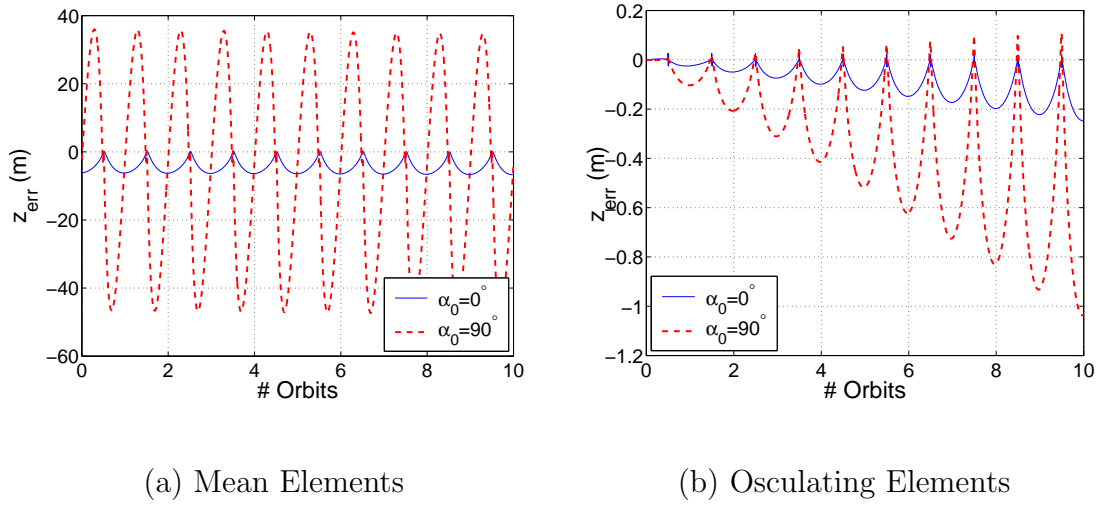 40
20
0
−20
−40
−60
z_err (m)
0 2 4 6 8 10
# Orbits
α_0=0°
α_0=90°
0.2
0
−0.2
−0.4
−0.6
−0.8
−1
−1.2
z_err (m)
0 2 4 6 8 10
# Orbits
α_0=0°
α_0=90°
(a) Mean Elements
(b) Osculating Elements